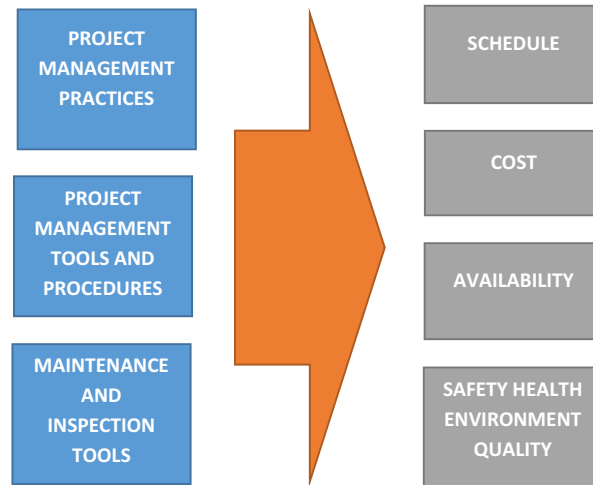 PROJECT
MANAGEMENT
PRACTICES
PROJECT
MANAGEMENT
TOOLS AND
PROCEDURES
MAINTENANCE
AND
INSPECTION
TOOLS
SCHEDULE
COST
AVAILABILITY
SAFETY HEALTH
ENVIRONMENT
QUALITY